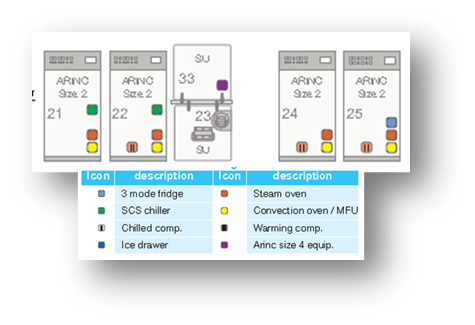 SU
ARINC
Size 2
21
ARINC
Size 2
22
33
23
SU
ARINC
Size 2
24
ARINC
Size 2
25
Icon description Icon description
3 mode fridge Steam oven
SCS chiller Convection oven / MFU
Chilled comp. Warming comp.
Ice drawer Arinc size 4 equip.